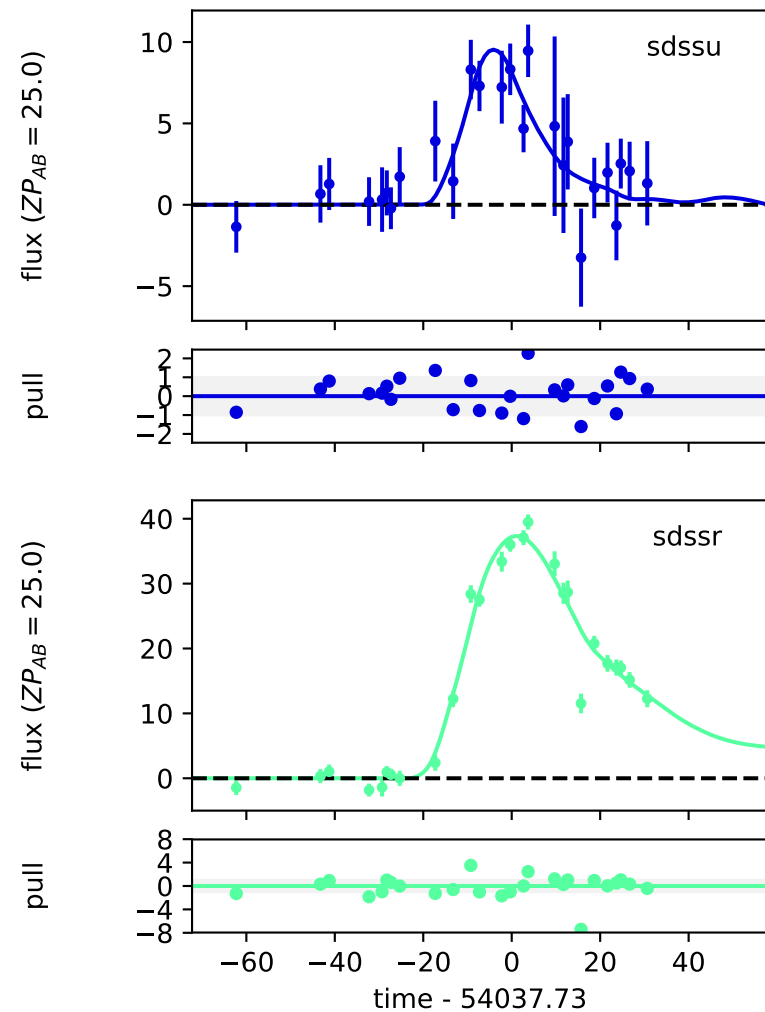 10
5
0
−5
flux (ZP_AB = 25.0)
sdssu
2
1
0
−1
−2
pull
40
30
20
10
0
flux (ZP_AB = 25.0)
sdssr
8
4
0
−4
−8
pull
−60 −40 −20 0 20 40
time - 54037.73